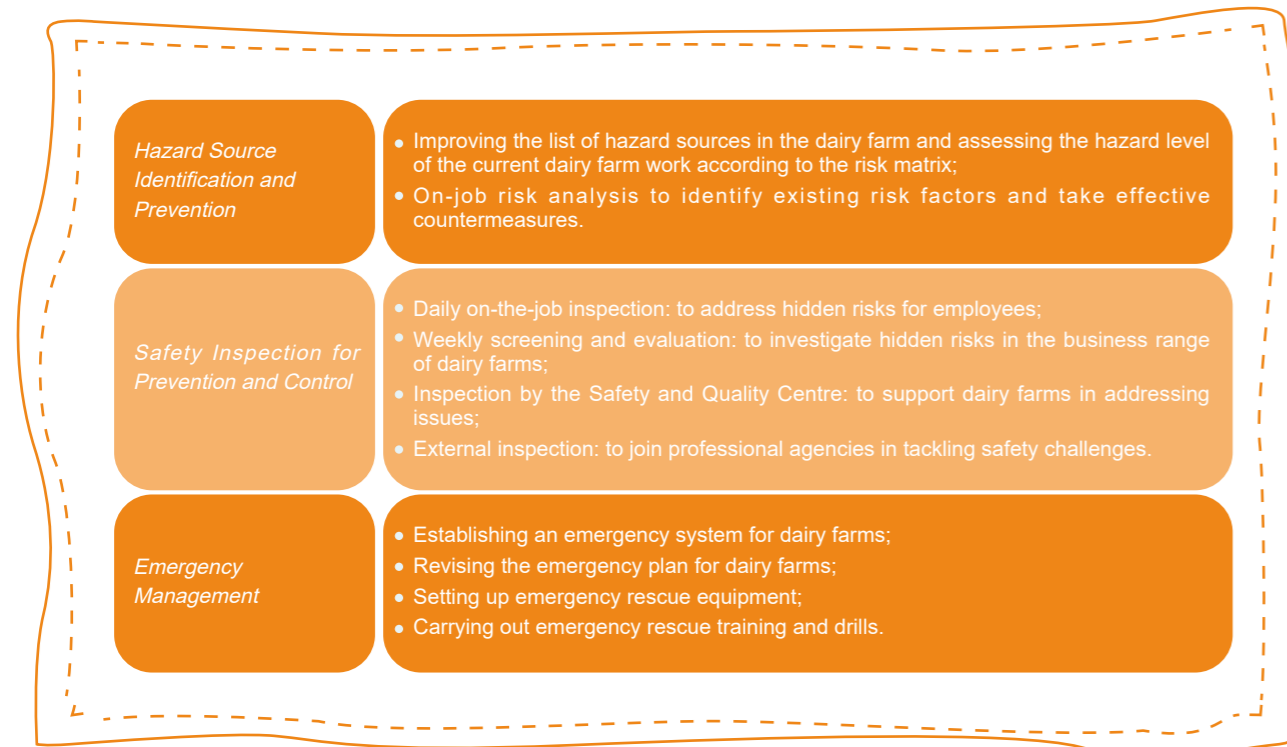 Hazard Source
Identification and
Prevention
• Improving the list of hazard sources in the dairy farm and assessing the hazard level
of the current dairy farm work according to the risk matrix;
• On-job risk analysis to identify existing risk factors and take effective
countermeasures.
Safety Inspection for
Prevention and Control
• Daily on-the-job inspection: to address hidden risks for employees;
• Weekly screening and evaluation: to investigate hidden risks in the business range
of dairy farms;
• Inspection by the Safety and Quality Centre: to support dairy farms in addressing
issues;
• External inspection: to join professional agencies in tackling safety challenges.
Emergency
Management
• Establishing an emergency system for dairy farms;
• Revising the emergency plan for dairy farms;
• Setting up emergency rescue equipment;
• Carrying out emergency rescue training and drills.